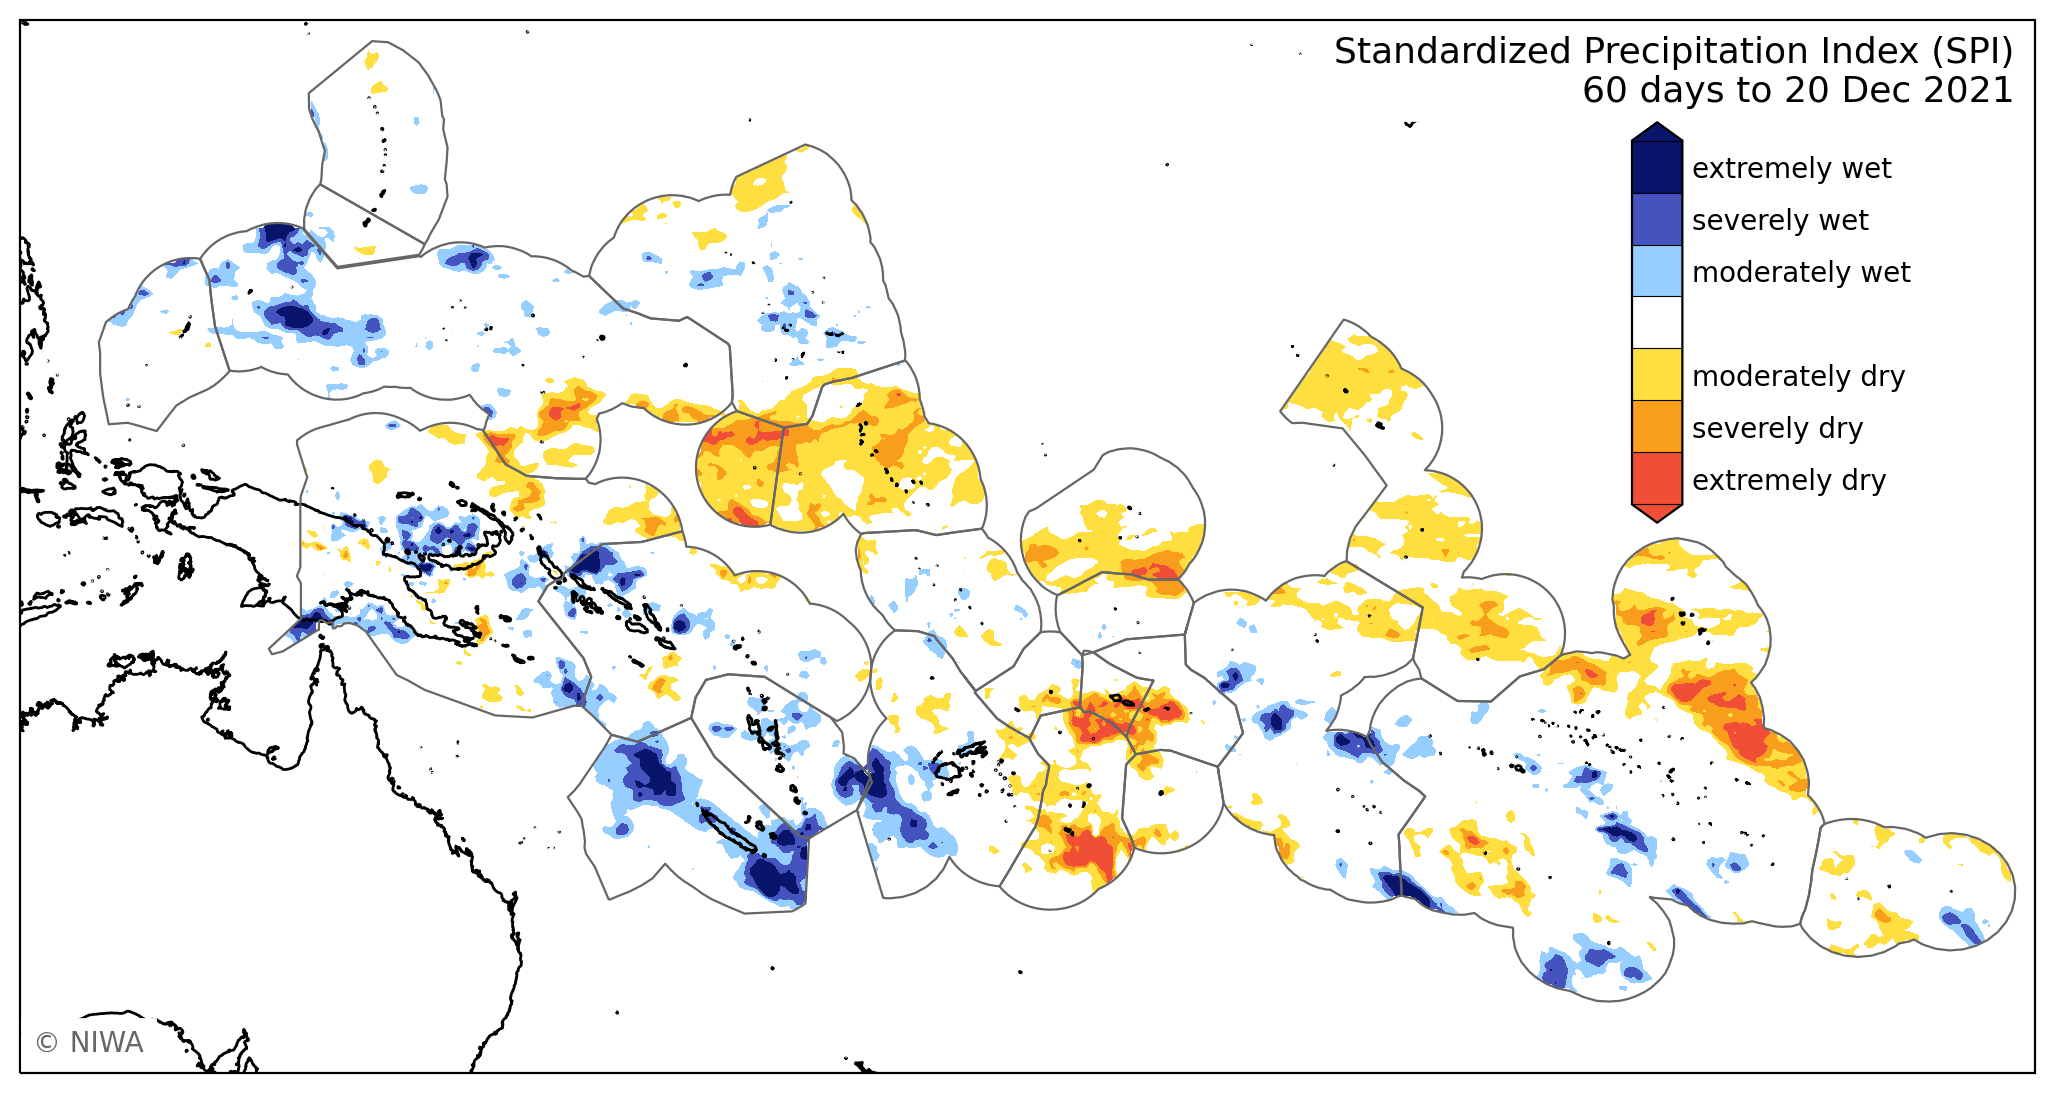 Standardized Precipitation Index (SPI)
60 days to 20 Dec 2021
extremely wet
severely wet
moderately wet
moderately dry
severely dry
extremely dry
© NIWA